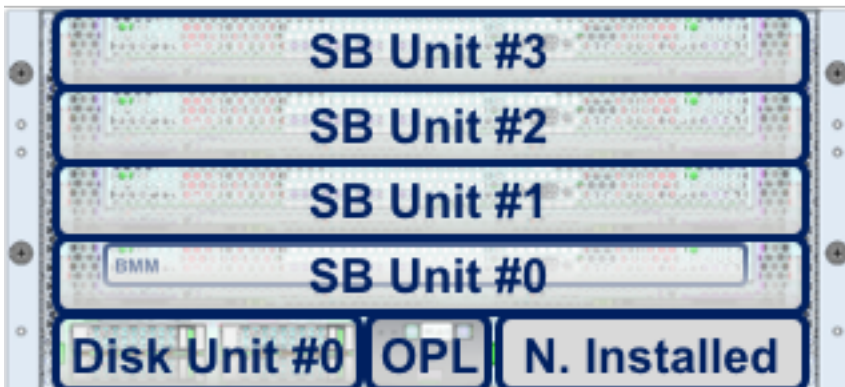 SB Unit #3
SB Unit #2
SB Unit #1
BMM
SB Unit #0
Disk Unit #0 OPL N. Installed